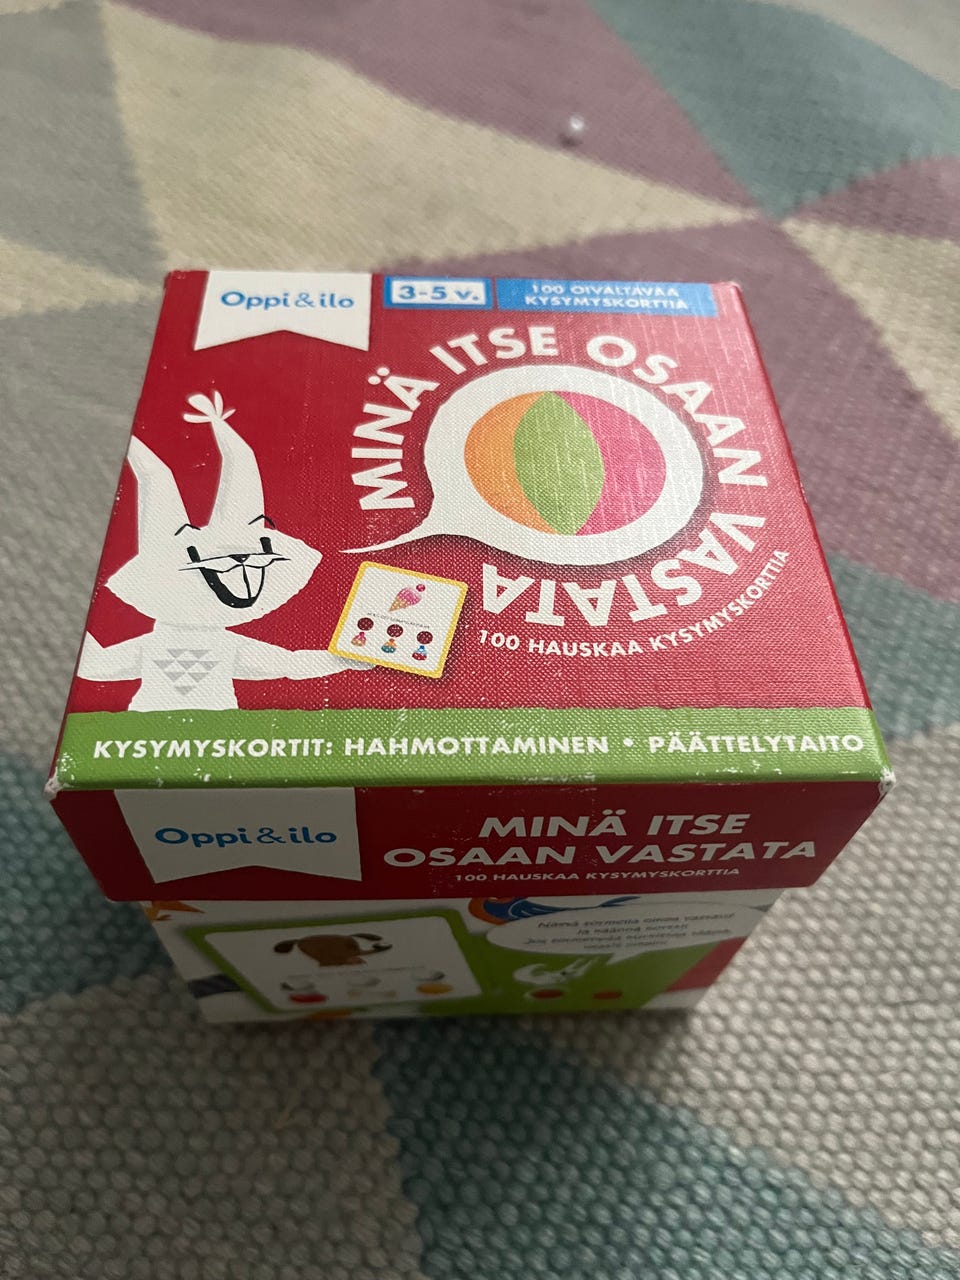 Oppi&ilo
3-5 v.
100 OIVALTAVAA
KYSYMYSKORTTIA
MINÄ ITSE OSAAN VASTATA
100 HAUSKAA KYSYMYSKORTTIA
KYSYMYSKORTIT: HAHMOTTAMINEN • PÄÄTTELYTAITO
Oppi&ilo
MINÄ ITSE
OSAAN VASTATA
100 HAUSKAA KYSYMYSKORTTIA